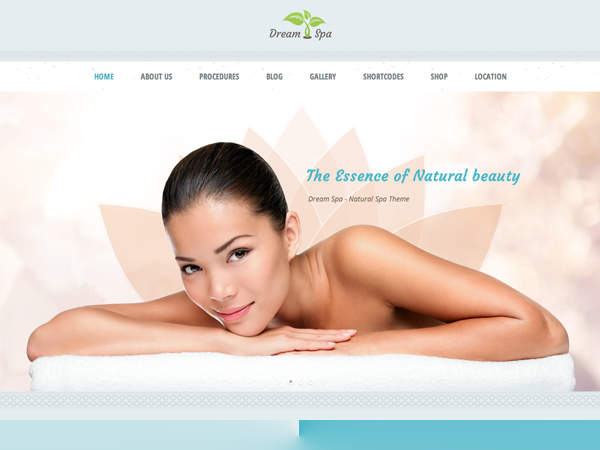 Dream Spa
HOME ABOUT US PROCEDURES BLOG GALLERY SHORTCODES SHOP LOCATION
The Essence of Natural beauty
Dream Spa - Natural Spa Theme